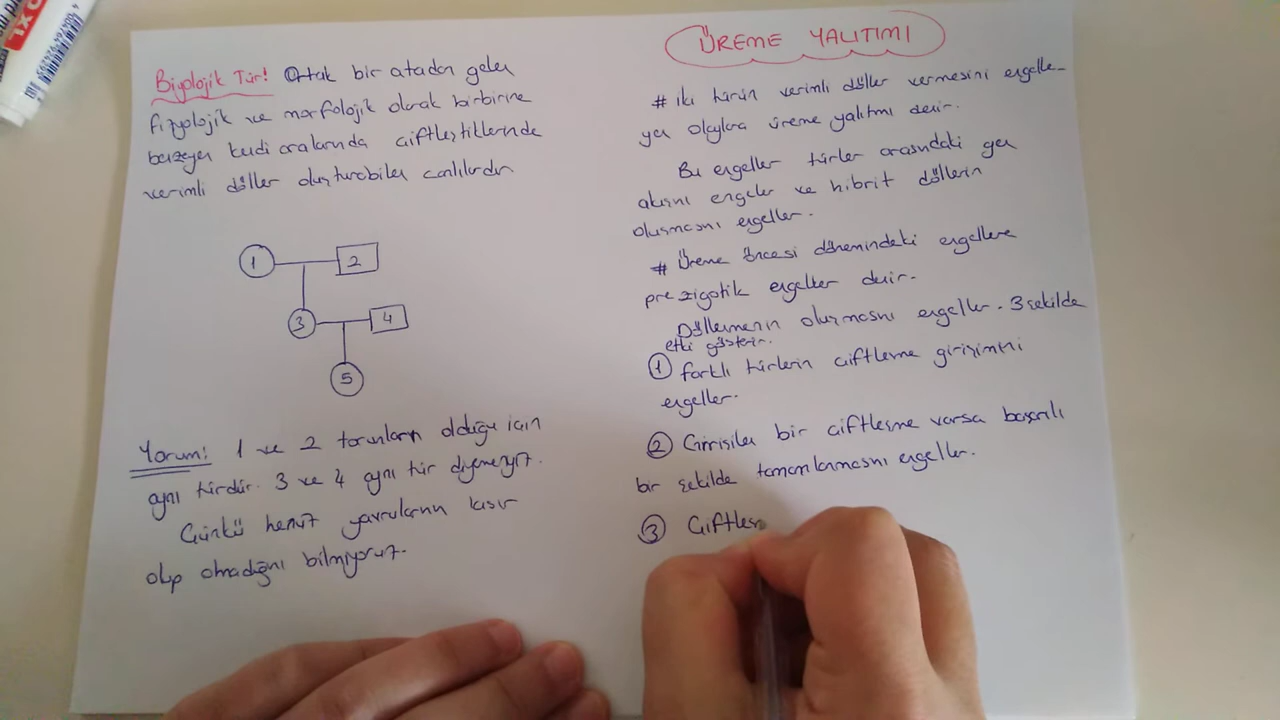 Biyolojik Tür! Ortak bir atadan gelen
fizyolojik ve morfolojik olarak birbirine
benzeyen kendi aralarında çiftleştiklerinde
verimli döller oluşturabilen canlılardır
1
2
3
4
5
Yorum! 1 ve 2 torunların olduğu için
aynı türdür. 3 ve 4 aynı tür diyemeyiz.
Çünkü henüz yavrularının kısır
olup olmadığını bilmiyoruz.
ÜREME YALITIMI
# iki türün verimli döller vermesini engelle-
yen olaylara üreme yalıtımı denir.
Bu engeller türler arasındaki gen
akışını engeller ve hibrit döllerin
oluşmasını engeller.
# Üreme öncesi dönemindeki engellere
prezigotik engeller denir.
Döllenmenin oluşmasını engeller. 3 şekilde
etki gösterir.
1 farklı türlerin çiftleşme girişimini
engeller.
2 Girişilen bir çiftleşme varsa başarılı
bir şekilde tamamlanmasını engeller.
3 Çiftleş